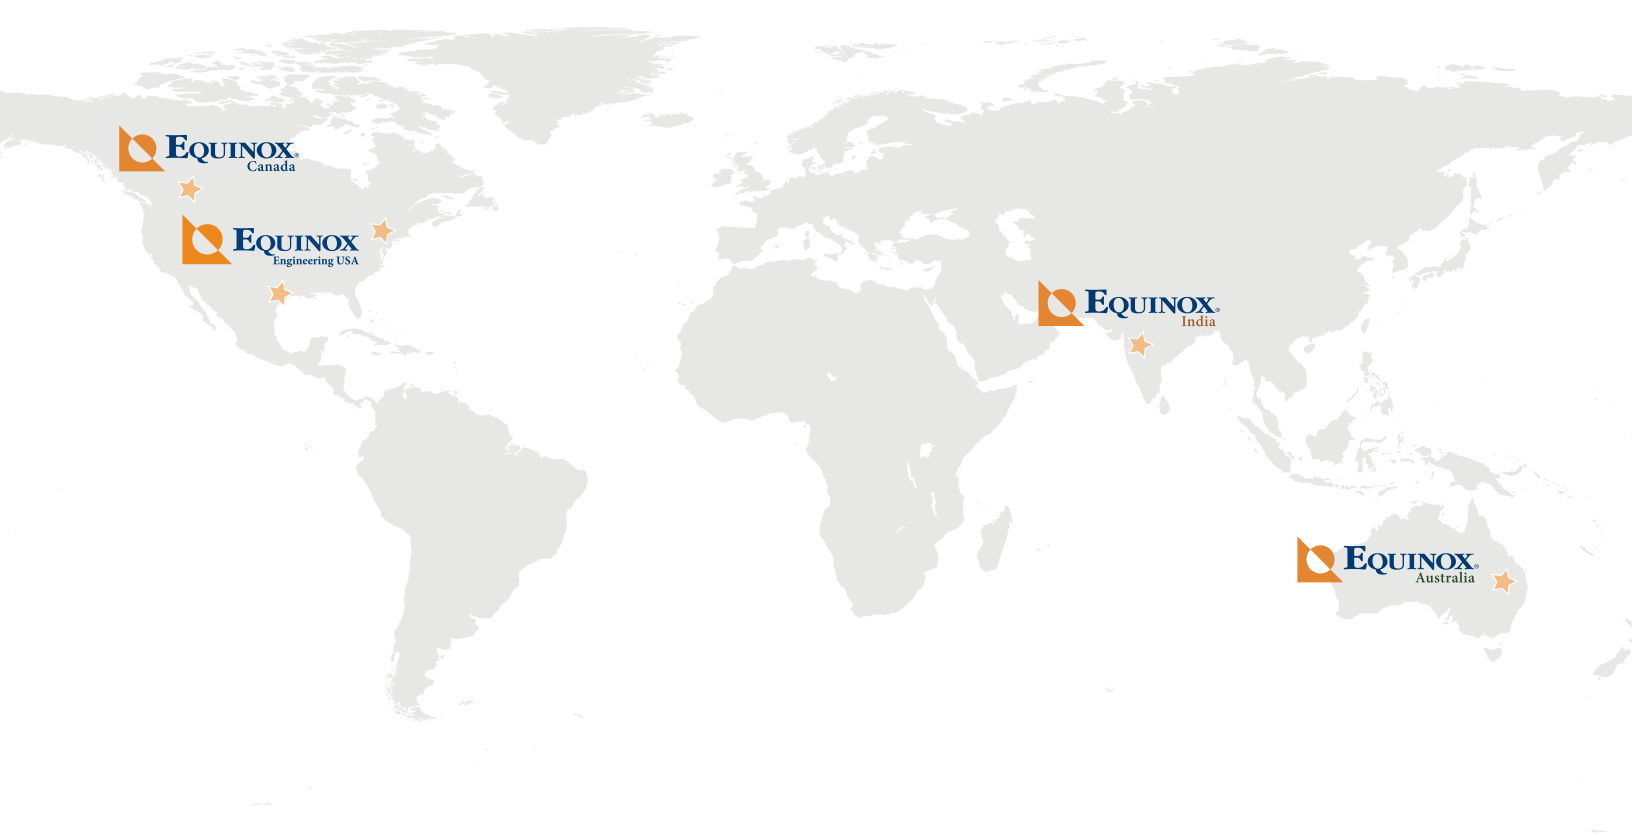 EQUINOX®
Canada
EQUINOX
Engineering USA
EQUINOX®
India
EQUINOX®
Australia